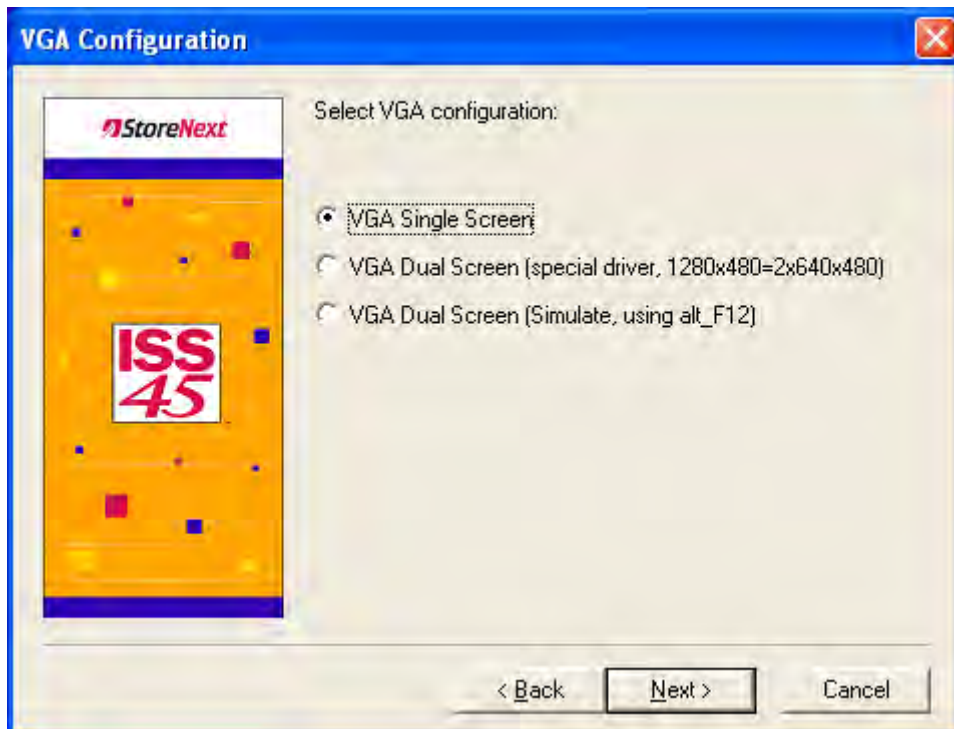 VGA Configuration
StoreNext
Select VGA configuration:
VGA Single Screen
VGA Dual Screen (special driver, 1280x480=2x640x480)
VGA Dual Screen (Simulate, using alt_F12)
ISS
45
< Back
Next >
Cancel